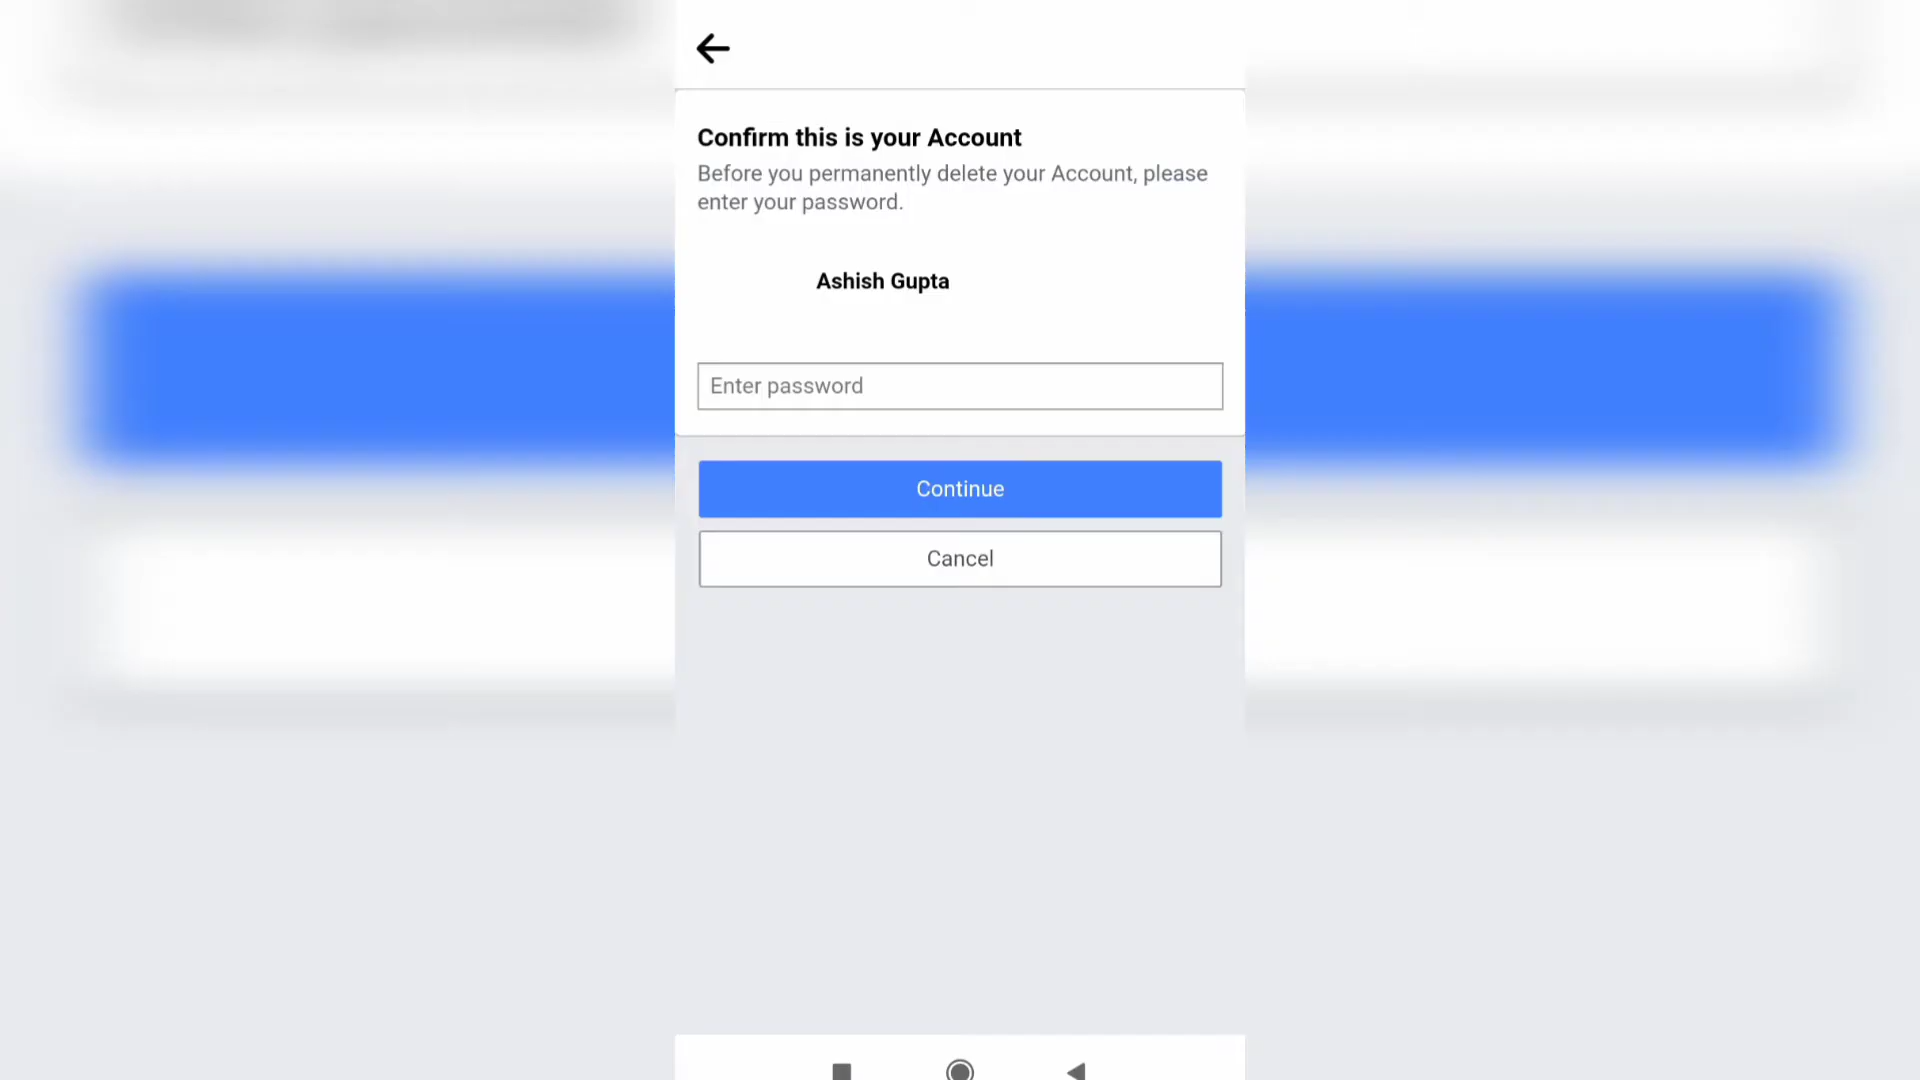 Confirm this is your Account
Before you permanently delete your Account, please
enter your password.
Ashish Gupta
Enter password
Continue
Cancel